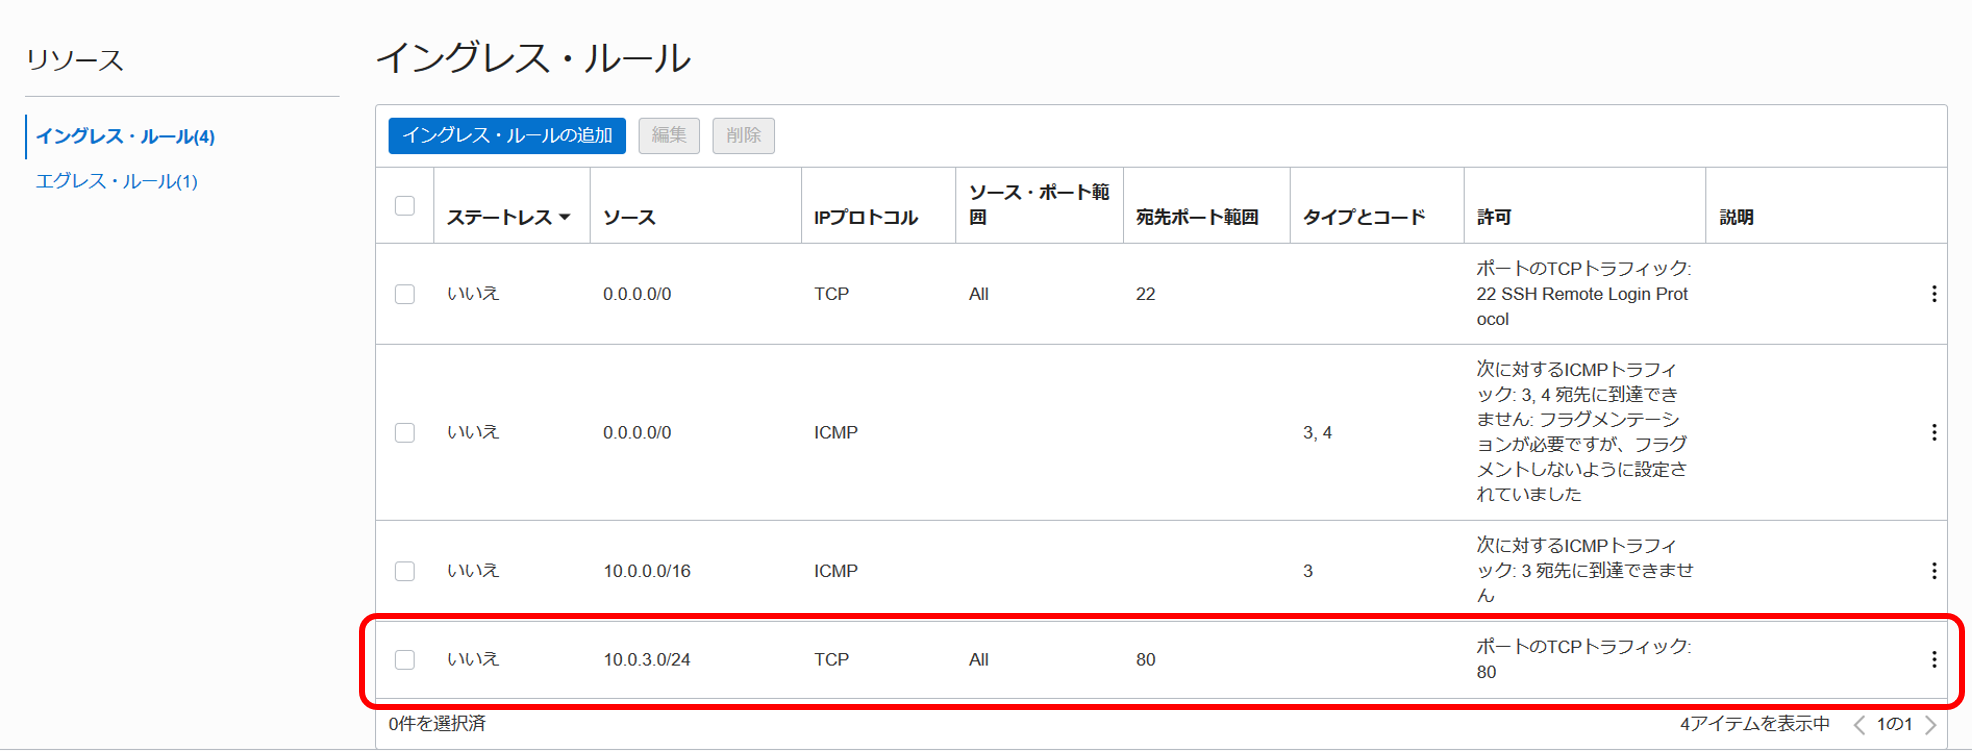 リソース
イングレス・ルール(4)
エグレス・ルール(1)
イングレス・ルール
イングレス・ルールの追加 編集 削除
ステートレス ソース IPプロトコル ソース・ポート範
囲 宛先ポート範囲 タイプとコード 許可 説明
いいえ 0.0.0.0/0 TCP All 22 ポートのTCPトラフィック:
22 SSH Remote Login Prot
ocol
いいえ 0.0.0.0/0 ICMP 3, 4 次に対するICMPトラフィ
ック: 3, 4 宛先に到達でき
ません: フラグメンテーシ
ョンが必要ですが、フラグ
メントしないように設定さ
れていました
いいえ 10.0.0.0/16 ICMP 3 次に対するICMPトラフィ
ック: 3 宛先に到達できませ
ん
いいえ 10.0.3.0/24 TCP All 80 ポートのTCPトラフィック:
80
0件を選択済 4アイテムを表示中 1の1